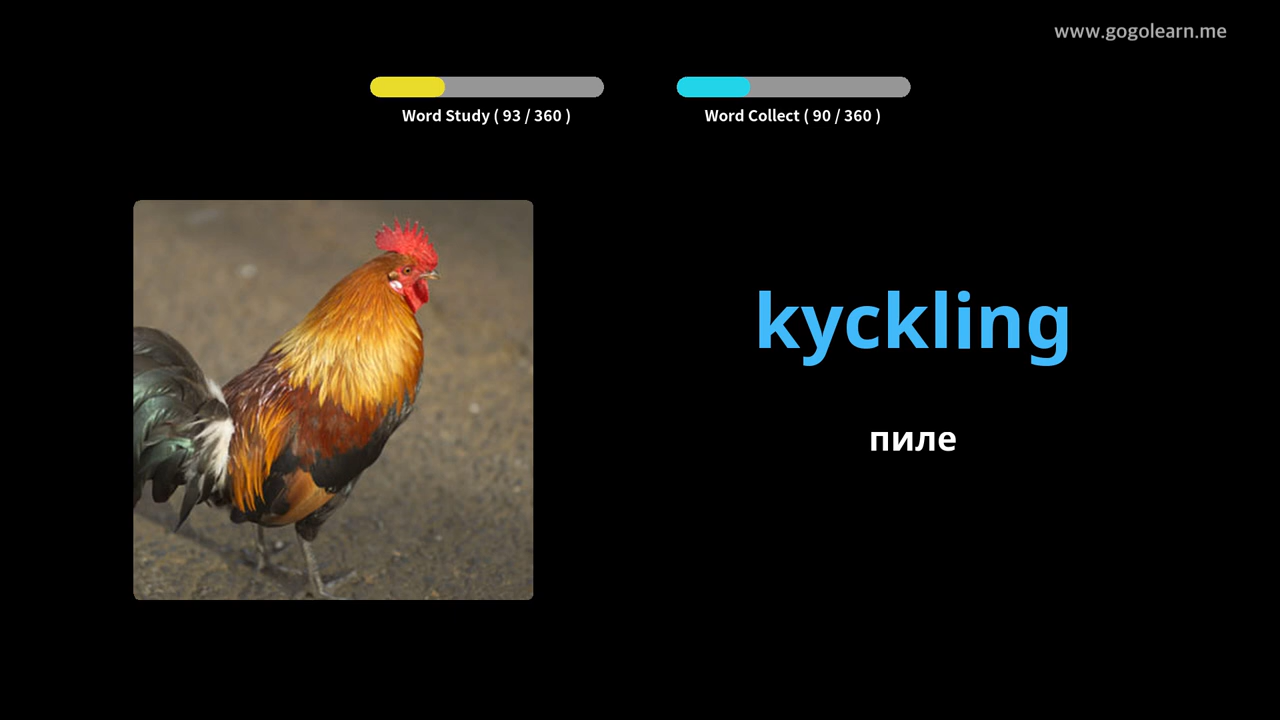 www.gogolearn.me
Word Study ( 93 / 360 )
Word Collect ( 90 / 360 )
kyckling
пиле